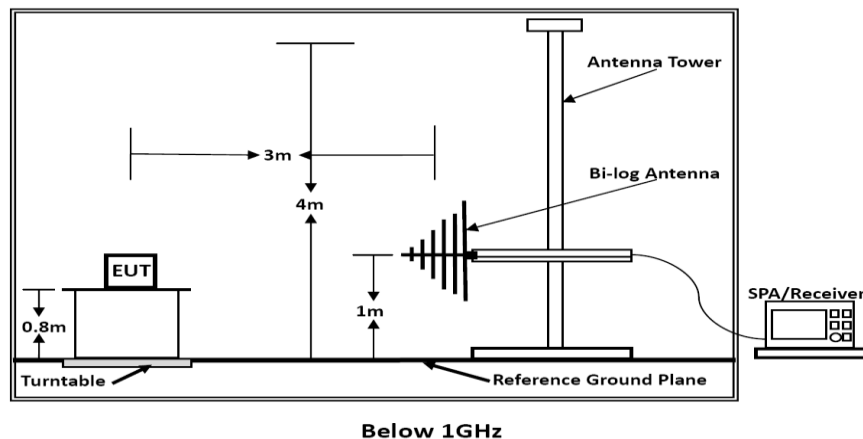 Antenna Tower
3m
Bi-log Antenna
4m
EUT
SPA/Receiver
0.8m
1m
Turntable
Reference Ground Plane
Below 1GHz